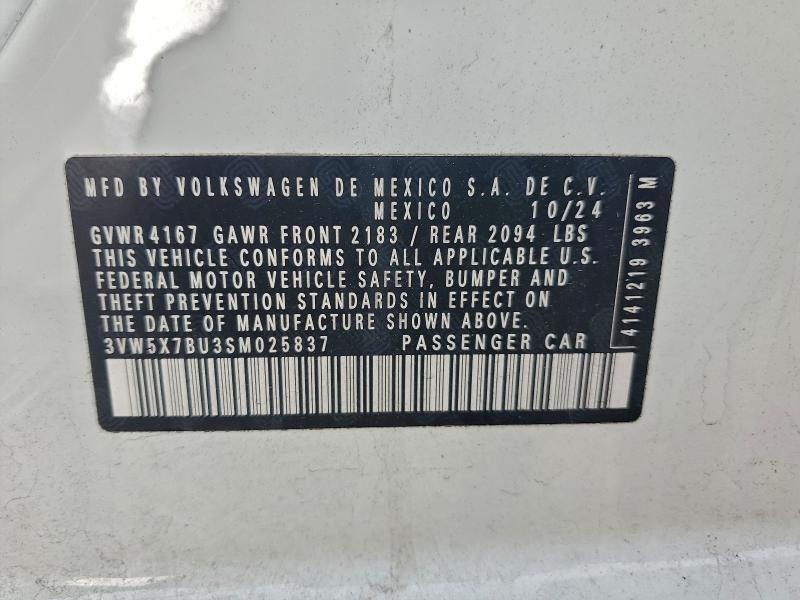 MFD BY VOLKSWAGEN DE MEXICO S.A. DE C.V.
MEXICO 10/24
GVWR 4167 GAWR FRONT 2183 / REAR 2094 LBS
THIS VEHICLE CONFORMS TO ALL APPLICABLE U.S.
FEDERAL MOTOR VEHICLE SAFETY, BUMPER AND
THEFT PREVENTION STANDARDS IN EFFECT ON
THE DATE OF MANUFACTURE SHOWN ABOVE.
3VW5X7BU3SM025837 PASSENGER CAR
4141219 3963 M